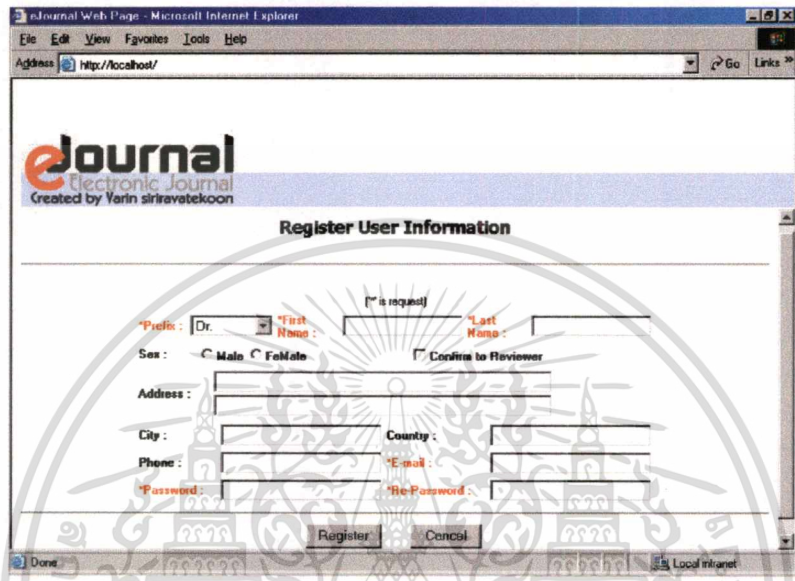 eJournal Web Page - Microsoft Internet Explorer
File Edit View Favorites Tools Help
Address http://localhost/ Go Links »
eJournal
Electronic Journal
Created by Varin siriravatekoon
Register User Information
("*" is request)
*Prefix : Dr. *First Name : *Last Name :
Sex : Male FeMale Confirm to Reviewer
Address :
City : Country :
Phone : *E-mail :
*Password : *Re-Password :
Register Cancel
Done Local intranet